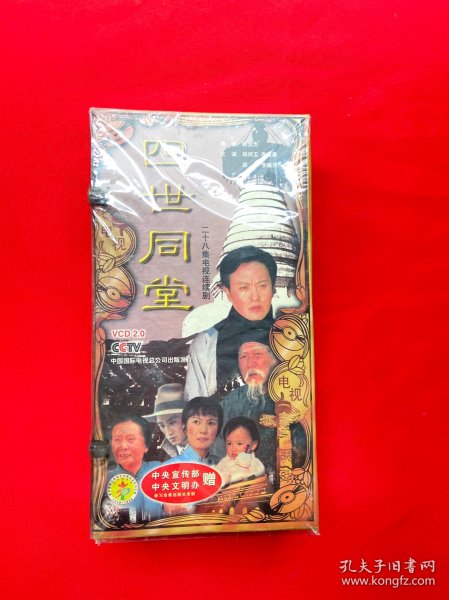 四世同堂
二十八集电视连续剧
VCD 2.0
CCTV
中国国际电视总公司出版发行
电视
中央宣传部
中央文明办
赠
孔夫子旧书网
www.kongfz.com